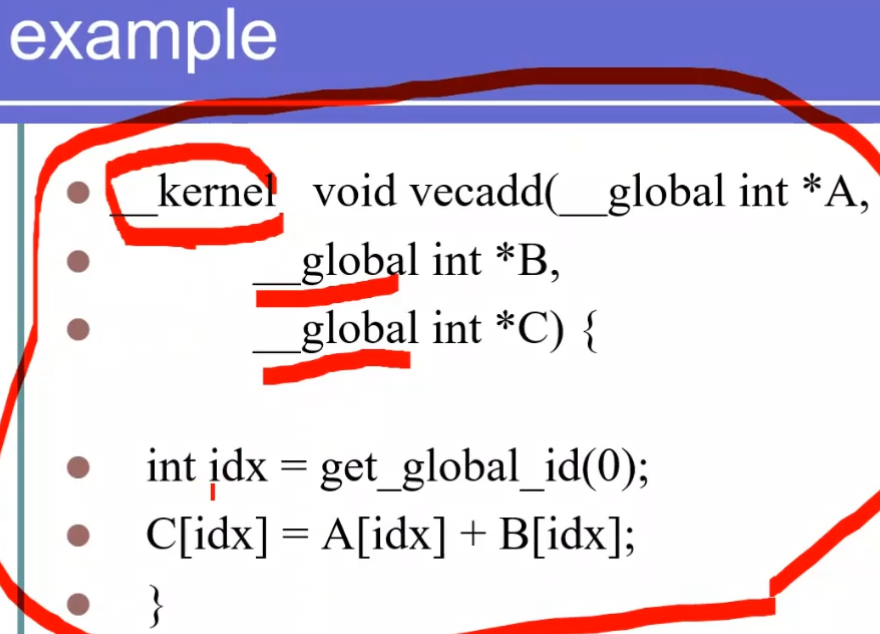 example
__kernel void vecadd(__global int *A,
__global int *B,
__global int *C) {
int idx = get_global_id(0);
C[idx] = A[idx] + B[idx];
}